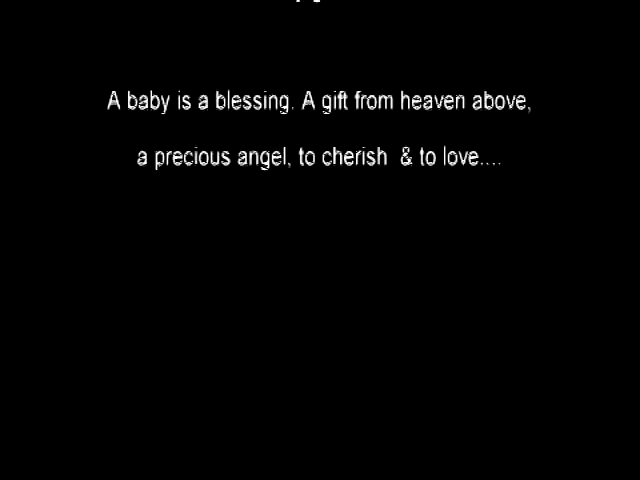 A baby is a blessing. A gift from heaven above,
a precious angel, to cherish & to love....